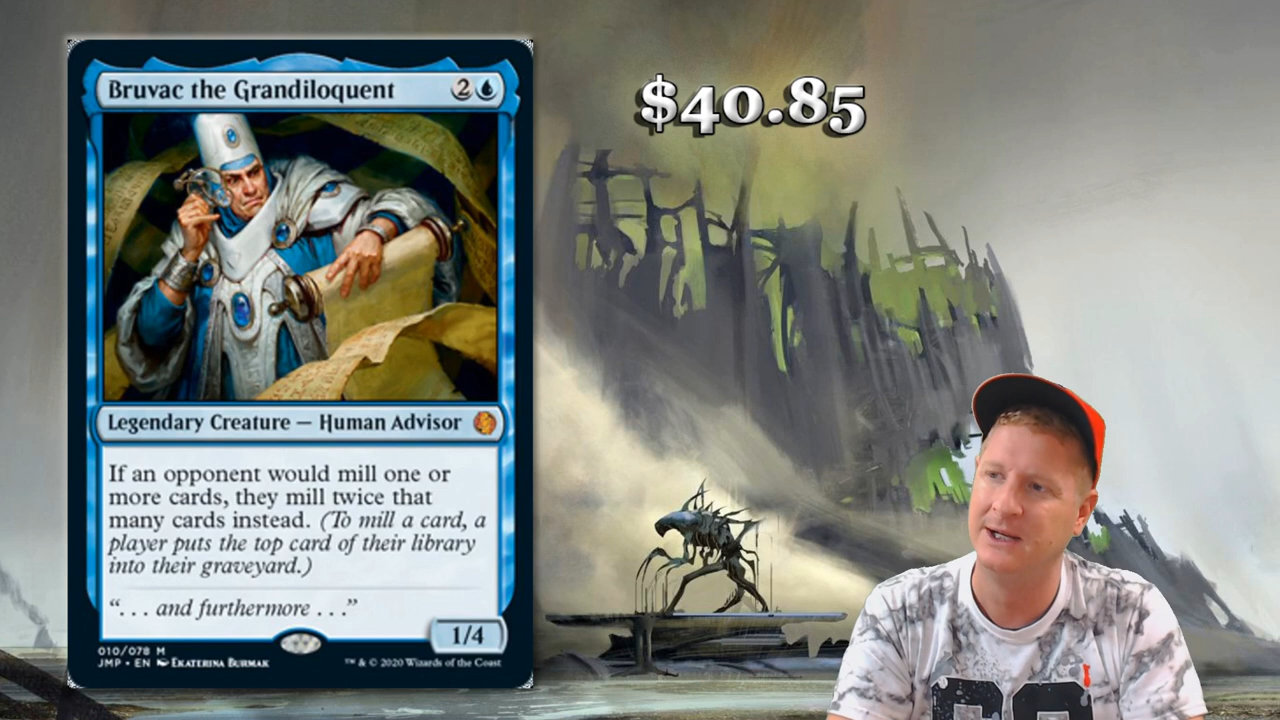 Bruvac the Grandiloquent 2
$40.85
Legendary Creature — Human Advisor
If an opponent would mill one or
more cards, they mill twice that
many cards instead. (To mill a card, a
player puts the top card of their library
into their graveyard.)
“. . . and furthermore . . .”
1/4
010/078 M
JMP • EN EKATERINA BURMAK
™ & © 2020 Wizards of the Coast